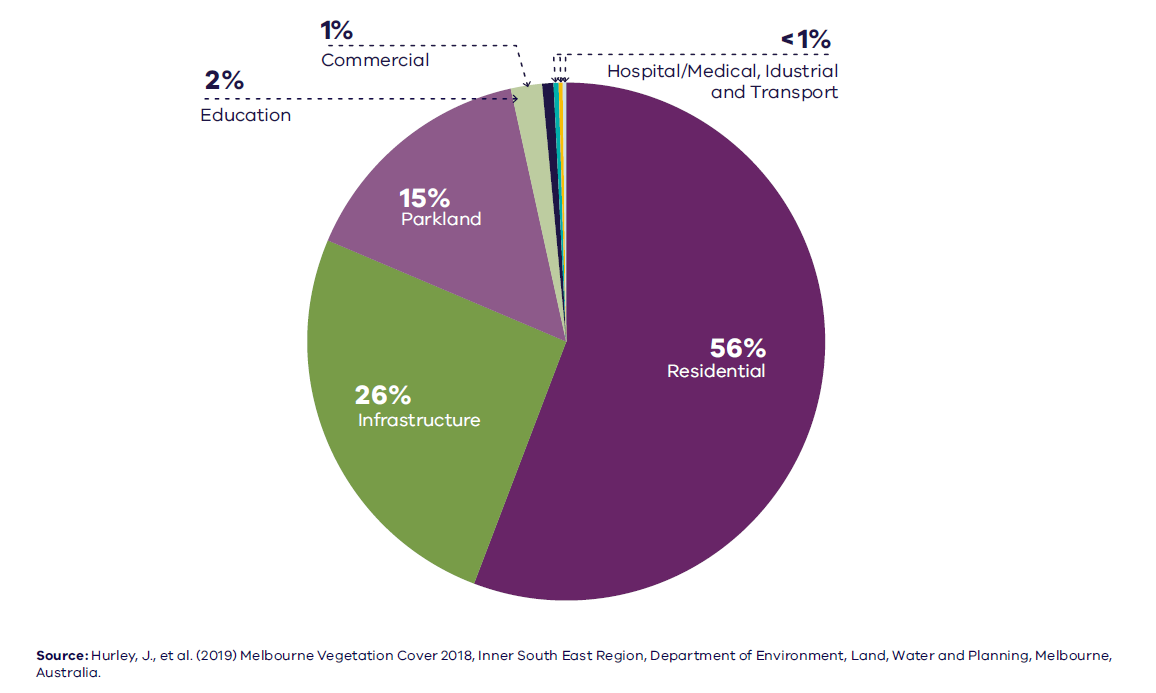 1%
Commercial
<1%
Hospital/Medical, Idustrial
and Transport
2%
Education
15%
Parkland
56%
Residential
26%
Infrastructure
Source: Hurley, J., et al. (2019) Melbourne Vegetation Cover 2018, Inner South East Region, Department of Environment, Land, Water and Planning, Melbourne,
Australia.